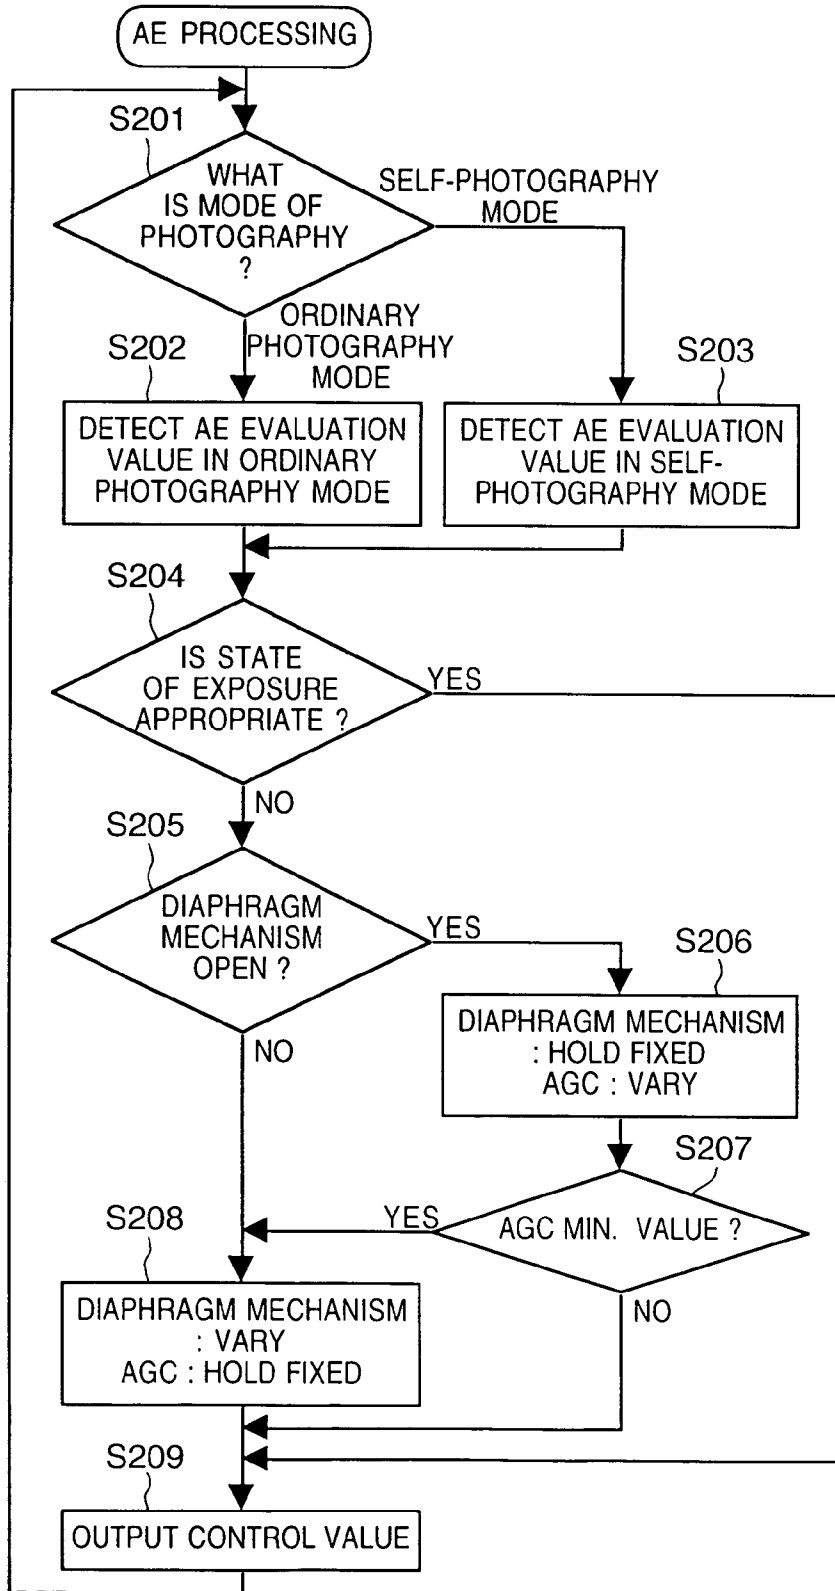 AE PROCESSING
S201
WHAT
IS MODE OF
PHOTOGRAPHY
?
SELF-PHOTOGRAPHY
MODE
ORDINARY
PHOTOGRAPHY
MODE
S202
DETECT AE EVALUATION
VALUE IN ORDINARY
PHOTOGRAPHY MODE
S203
DETECT AE EVALUATION
VALUE IN SELF-
PHOTOGRAPHY MODE
S204
IS STATE
OF EXPOSURE
APPROPRIATE ?
YES
NO
S205
DIAPHRAGM
MECHANISM
OPEN ?
YES
NO
S206
DIAPHRAGM MECHANISM
: HOLD FIXED
AGC : VARY
S207
AGC MIN. VALUE ?
YES
NO
S208
DIAPHRAGM MECHANISM
: VARY
AGC : HOLD FIXED
S209
OUTPUT CONTROL VALUE